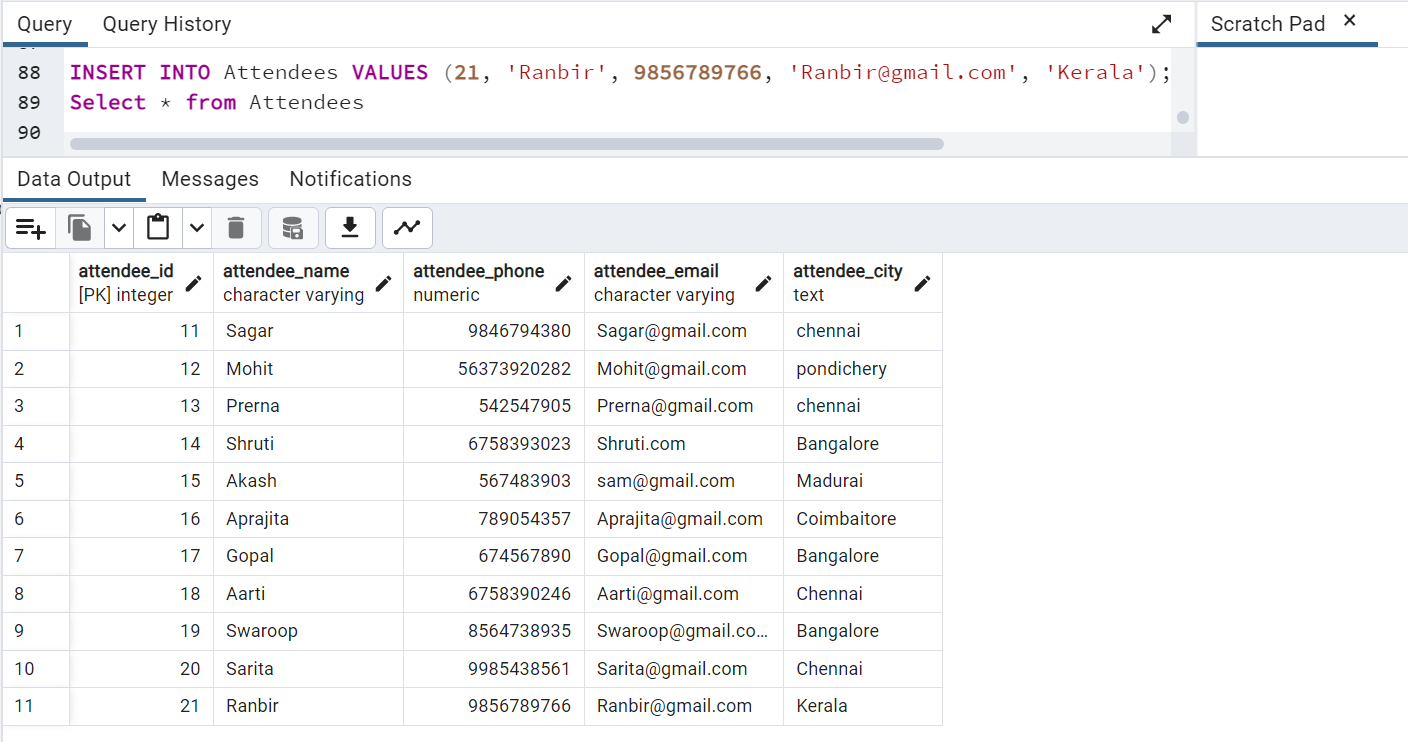 Query Query History Scratch Pad ×
88 INSERT INTO Attendees VALUES (21, 'Ranbir', 9856789766, 'Ranbir@gmail.com', 'Kerala');
89 Select * from Attendees
90
Data Output Messages Notifications
attendee_id attendee_name attendee_phone attendee_email attendee_city
[PK] integer character varying numeric character varying text
1 11 Sagar 9846794380 Sagar@gmail.com chennai
2 12 Mohit 56373920282 Mohit@gmail.com pondichery
3 13 Prerna 542547905 Prerna@gmail.com chennai
4 14 Shruti 6758393023 Shruti.com Bangalore
5 15 Akash 567483903 sam@gmail.com Madurai
6 16 Aprajita 789054357 Aprajita@gmail.com Coimbaitore
7 17 Gopal 674567890 Gopal@gmail.com Bangalore
8 18 Aarti 6758390246 Aarti@gmail.com Chennai
9 19 Swaroop 8564738935 Swaroop@gmail.co... Bangalore
10 20 Sarita 9985438561 Sarita@gmail.com Chennai
11 21 Ranbir 9856789766 Ranbir@gmail.com Kerala